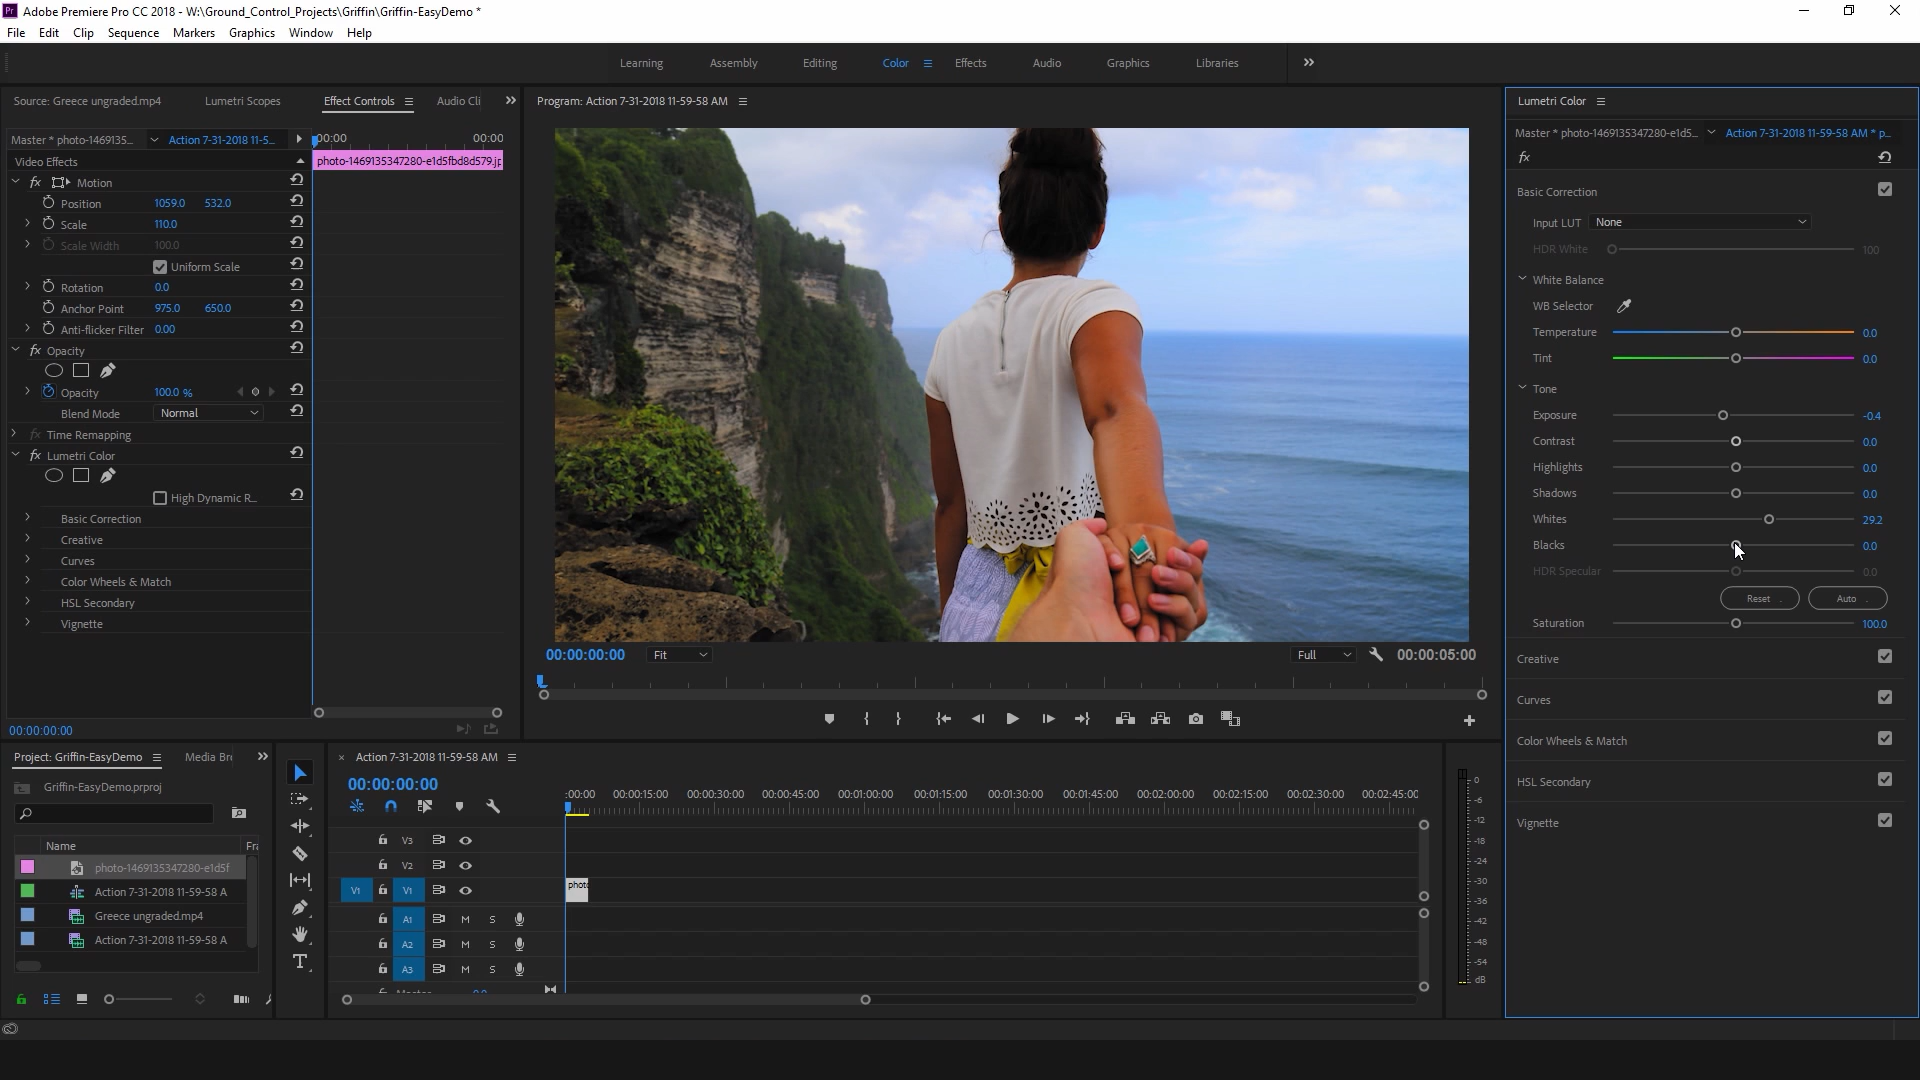 Pr Adobe Premiere Pro CC 2018 - W:\Ground_Control_Projects\Griffin\Griffin-EasyDemo *
File Edit Clip Sequence Markers Graphics Window Help
Learning Assembly Editing Color Effects Audio Graphics Libraries
Source: Greece ungraded.mp4 Lumetri Scopes Effect Controls Audio Cli
Master * photo-1469135... Action 7-31-2018 11-5... 00:00 00:00
Video Effects photo-1469135347280-e1d5fbd8d579.jp
fx Motion
Position 1059.0 532.0
Scale 110.0
Scale Width 100.0
Uniform Scale
Rotation 0.0
Anchor Point 975.0 650.0
Anti-flicker Filter 0.00
fx Opacity
Opacity 100.0 %
Blend Mode Normal
fx Time Remapping
fx Lumetri Color
High Dynamic R...
Basic Correction
Creative
Curves
Color Wheels & Match
HSL Secondary
Vignette
00:00:00:00
Program: Action 7-31-2018 11-59-58 AM
00:00:00:00 Fit Full 00:00:05:00
Lumetri Color
Master * photo-1469135347280-e1d5... Action 7-31-2018 11-59-58 AM * p...
fx
Basic Correction
Input LUT None
HDR White 100
White Balance
WB Selector
Temperature 0.0
Tint 0.0
Tone
Exposure -0.4
Contrast 0.0
Highlights 0.0
Shadows 0.0
Whites 29.2
Blacks 0.0
HDR Specular 0.0
Reset Auto
Saturation 100.0
Creative
Curves
Color Wheels & Match
HSL Secondary
Vignette
Project: Griffin-EasyDemo Media Br
Griffin-EasyDemo.prproj
Name Fr
photo-1469135347280-e1d5f
Action 7-31-2018 11-59-58 A
Greece ungraded.mp4
Action 7-31-2018 11-59-58 A
Action 7-31-2018 11-59-58 AM
00:00:00:00
:00:00 00:00:15:00 00:00:30:00 00:00:45:00 00:01:00:00 00:01:15:00 00:01:30:00 00:01:45:00 00:02:00:00 00:02:15:00 00:02:30:00 00:02:45:00
V3
V2
V1 V1 photo
A1 M S
A2 M S
A3 M S
Master 0.0
0
-6
-12
-18
-24
-30
-36
-42
-48
-54
dB